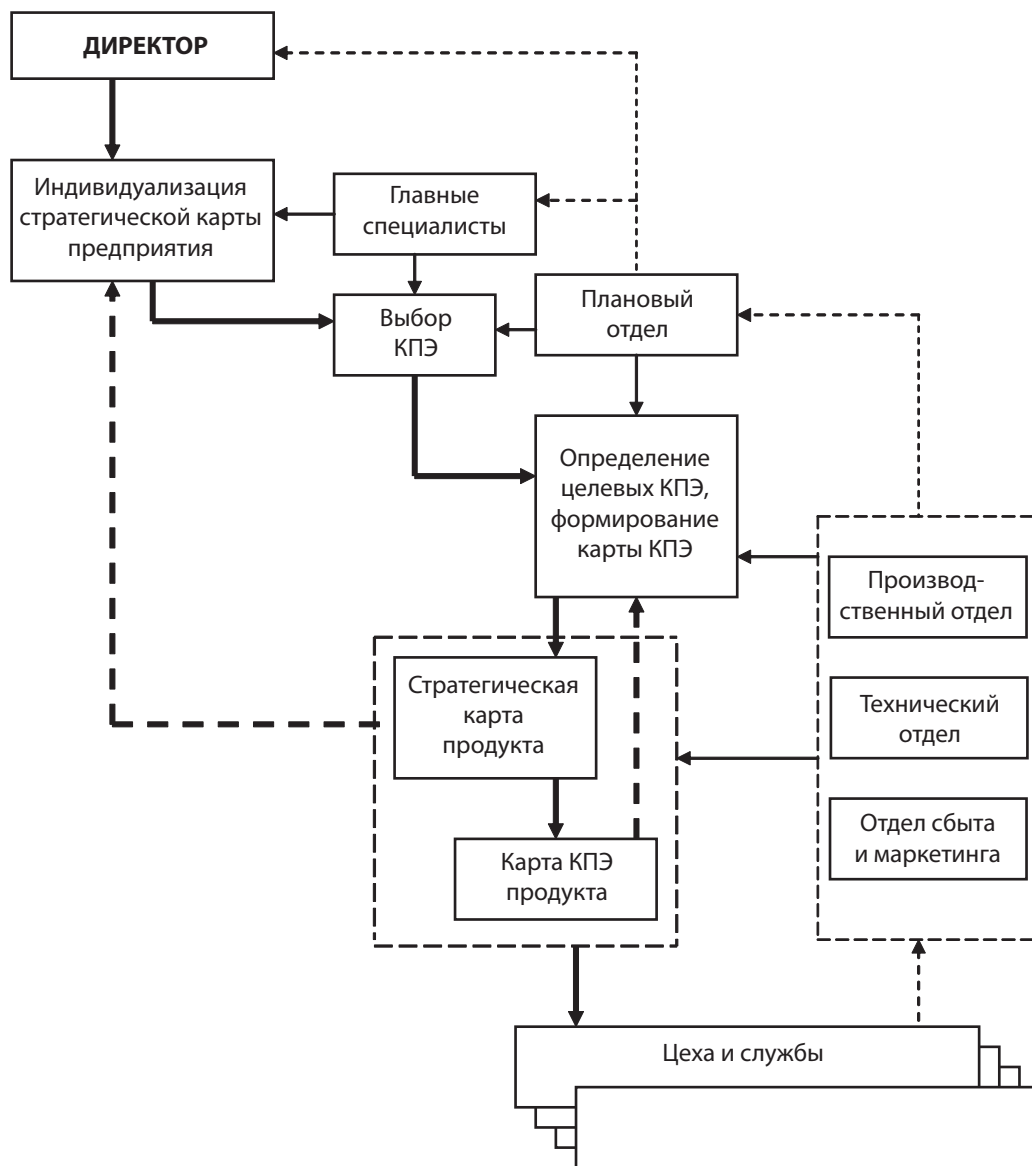 ДИРЕКТОР
Индивидуализация
стратегической карты
предприятия
Главные
специалисты
Выбор
КПЭ
Плановый
отдел
Определение
целевых КПЭ,
формирование
карты КПЭ
Производ-
ственный отдел
Стратегическая
карта
продукта
Технический
отдел
Отдел сбыта
и маркетинга
Карта КПЭ
продукта
Цеха и службы